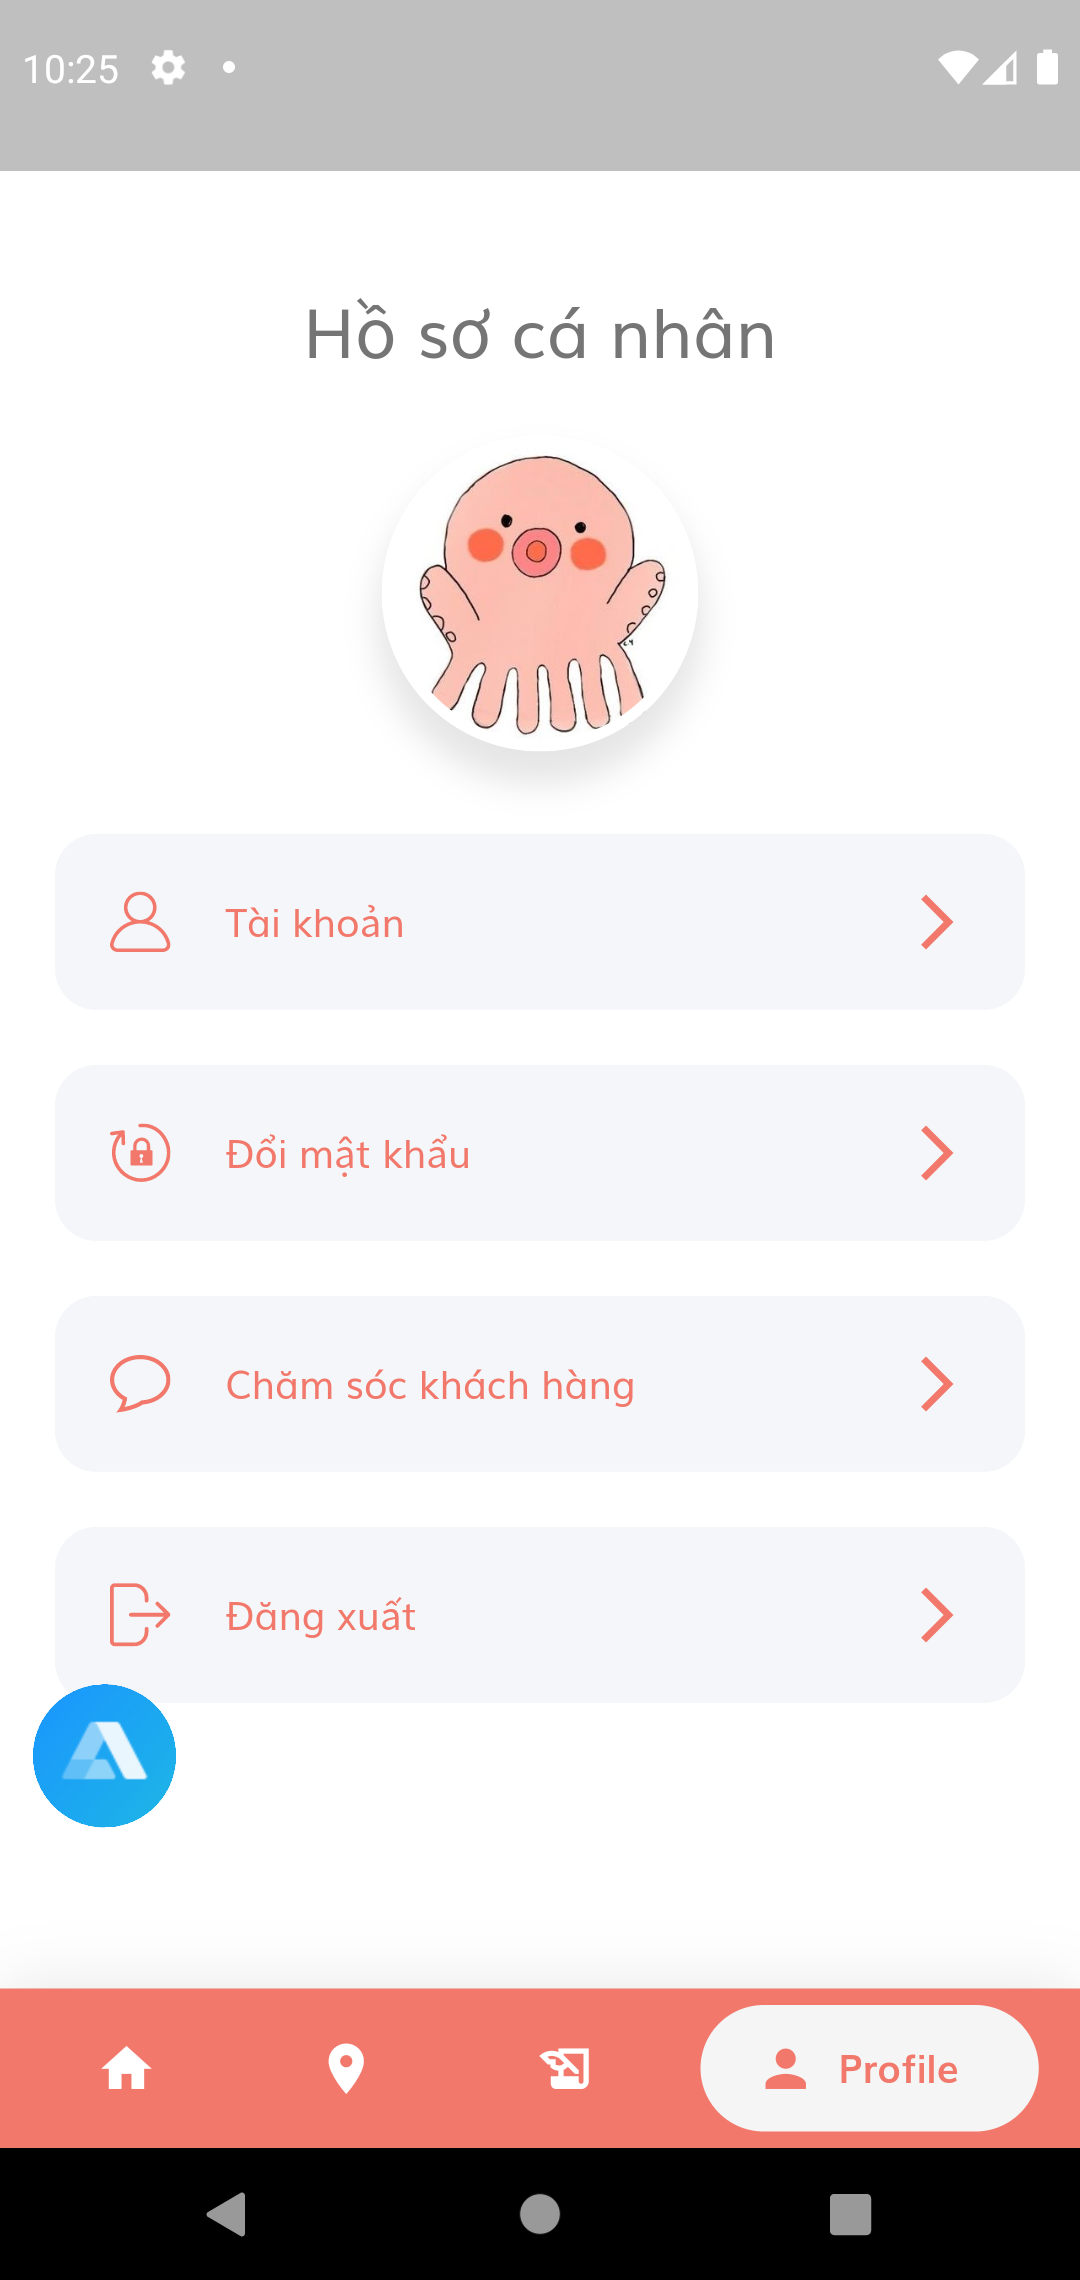 10:25
Hồ sơ cá nhân
Tài khoản
Đổi mật khẩu
Chăm sóc khách hàng
Đăng xuất
Profile